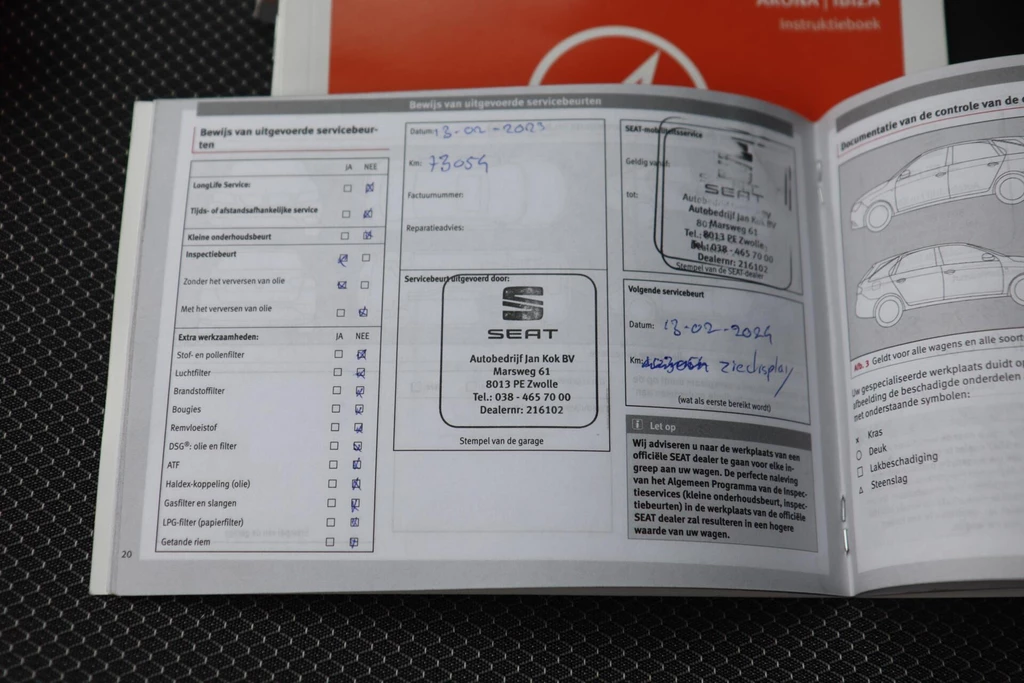 ARONA | IBIZA
Instruktieboek
Bewijs van uitgevoerde servicebeurten
Bewijs van uitgevoerde servicebeur-
ten
JA NEE
LongLife Service:
Tijds- of afstandsafhankelijke service
Kleine onderhoudsbeurt
Inspectiebeurt
Zonder het verversen van olie
Met het verversen van olie
Extra werkzaamheden: JA NEE
Stof- en pollenfilter
Luchtfilter
Brandstoffilter
Bougies
Remvloeistof
DSG®: olie en filter
ATF
Haldex-koppeling (olie)
Gasfilter en slangen
LPG-filter (papierfilter)
Getande riem
20
Datum: 13-02-2023
Km: 73054
Factuurnummer:
Reparatieadvies:
Servicebeurt uitgevoerd door:
SEAT
Autobedrijf Jan Kok BV
Marsweg 61
8013 PE Zwolle
Tel.: 038 - 465 70 00
Dealernr: 216102
Stempel van de garage
SEAT-mobiliteitsservice
Geldig vanaf:
tot:
SEAT
Autobedrijf Jan Kok BV
Marsweg 61
8013 PE Zwolle
Tel.: 038 - 465 70 00
Dealernr: 216102
Stempel van de SEAT-dealer
Volgende servicebeurt
Datum: 13-02-2024
Km: zie display
(wat als eerste bereikt wordt)
Let op
Wij adviseren u naar de werkplaats van een
officiële SEAT dealer te gaan voor elke in-
greep aan uw wagen. De perfecte naleving
van het Algemeen Programma van de Inspec-
tieservices (kleine onderhoudsbeurt, inspec-
tiebeurten) in de werkplaats van de officiële
SEAT dealer zal resulteren in een hogere
waarde van uw wagen.
Documentatie van de controle van de
Afb. 3 Geldt voor alle wagens en alle
Uw gespecialiseerde werkplaats duidt op
afbeelding de beschadigde onderdelen
met onderstaande symbolen:
x Kras
Deuk
Lakbeschadiging
Steenslag